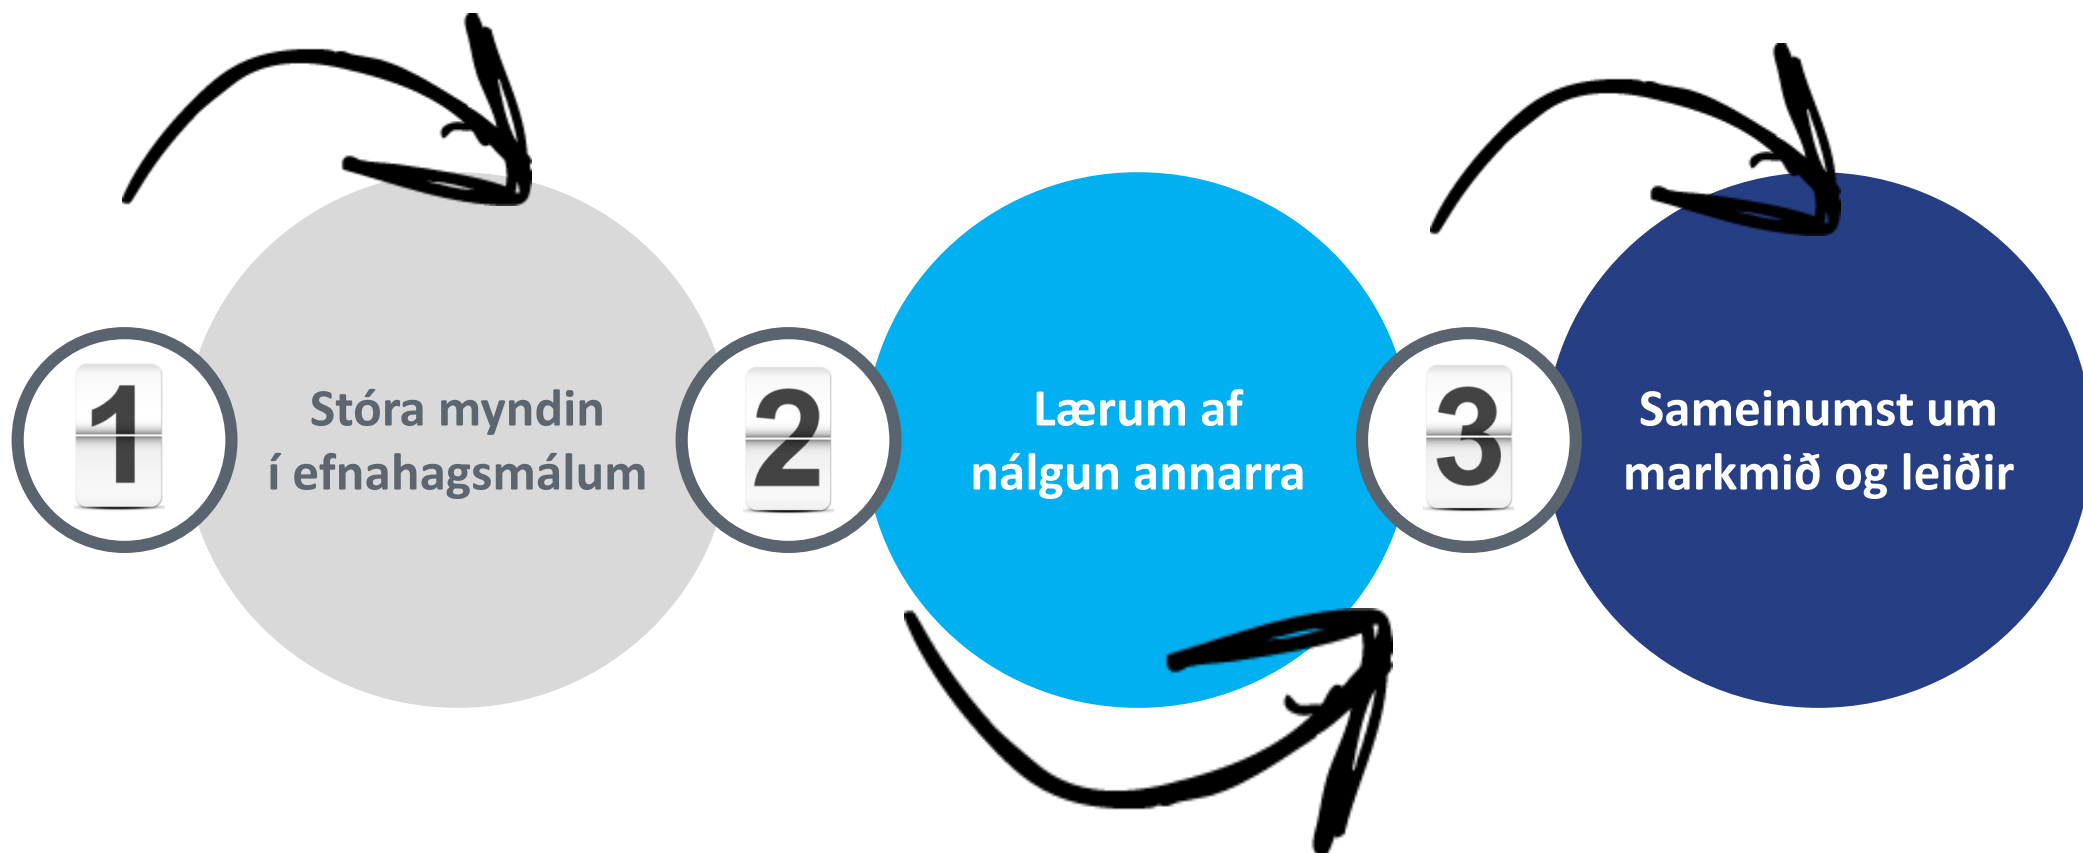 1
Stóra myndin
í efnahagsmálum
2
Lærum af
nálgun annarra
3
Sameinumst um
markmið og leiðir